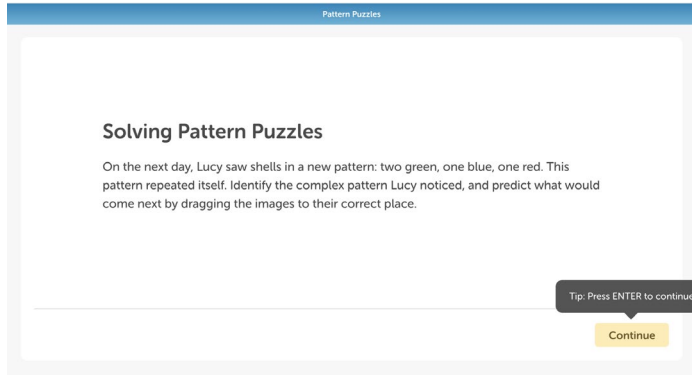 Pattern Puzzles
Solving Pattern Puzzles
On the next day, Lucy saw shells in a new pattern: two green, one blue, one red. This
pattern repeated itself. Identify the complex pattern Lucy noticed, and predict what would
come next by dragging the images to their correct place.
Tip: Press ENTER to continue
Continue